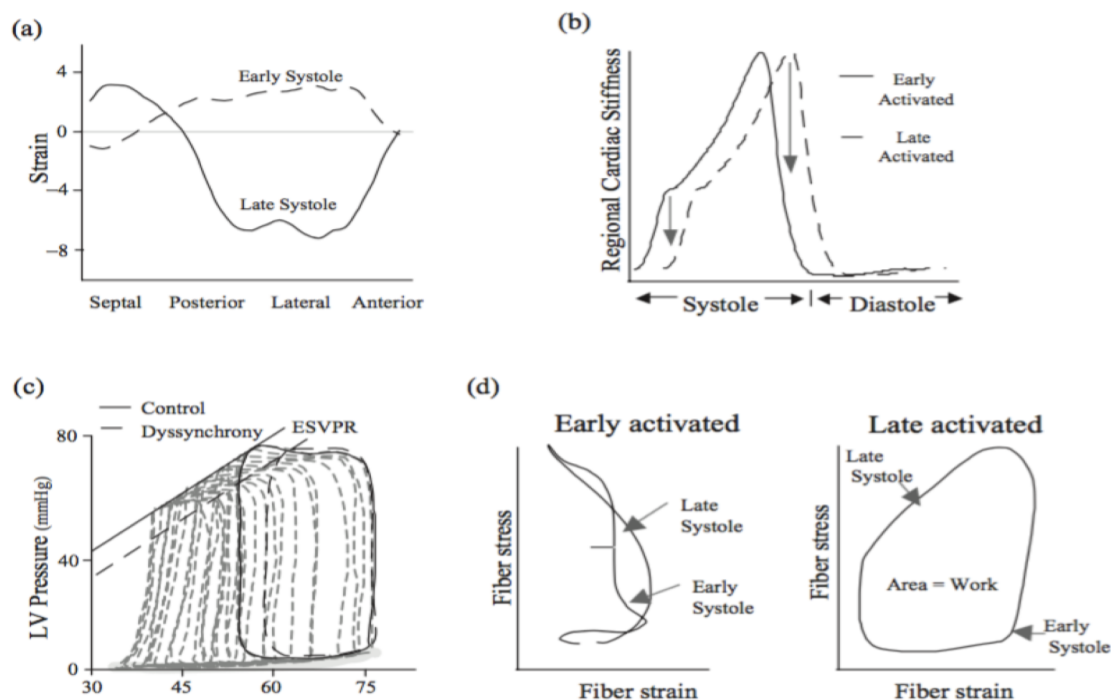 (a)
4
0
−4
−8
Strain
Early Systole
Late Systole
Septal Posterior Lateral Anterior
(b)
Regional Cardiac Stiffness
Early
Activated
Late
Activated
Systole Diastole
(c)
Control
Dyssynchrony
ESVPR
80
40
0
LV Pressure (mmHg)
30 45 60 75
(d)
Early activated
Fiber stress
Late
Systole
Early
Systole
Fiber strain
Late activated
Fiber stress
Late
Systole
Area = Work
Early
Systole
Fiber strain